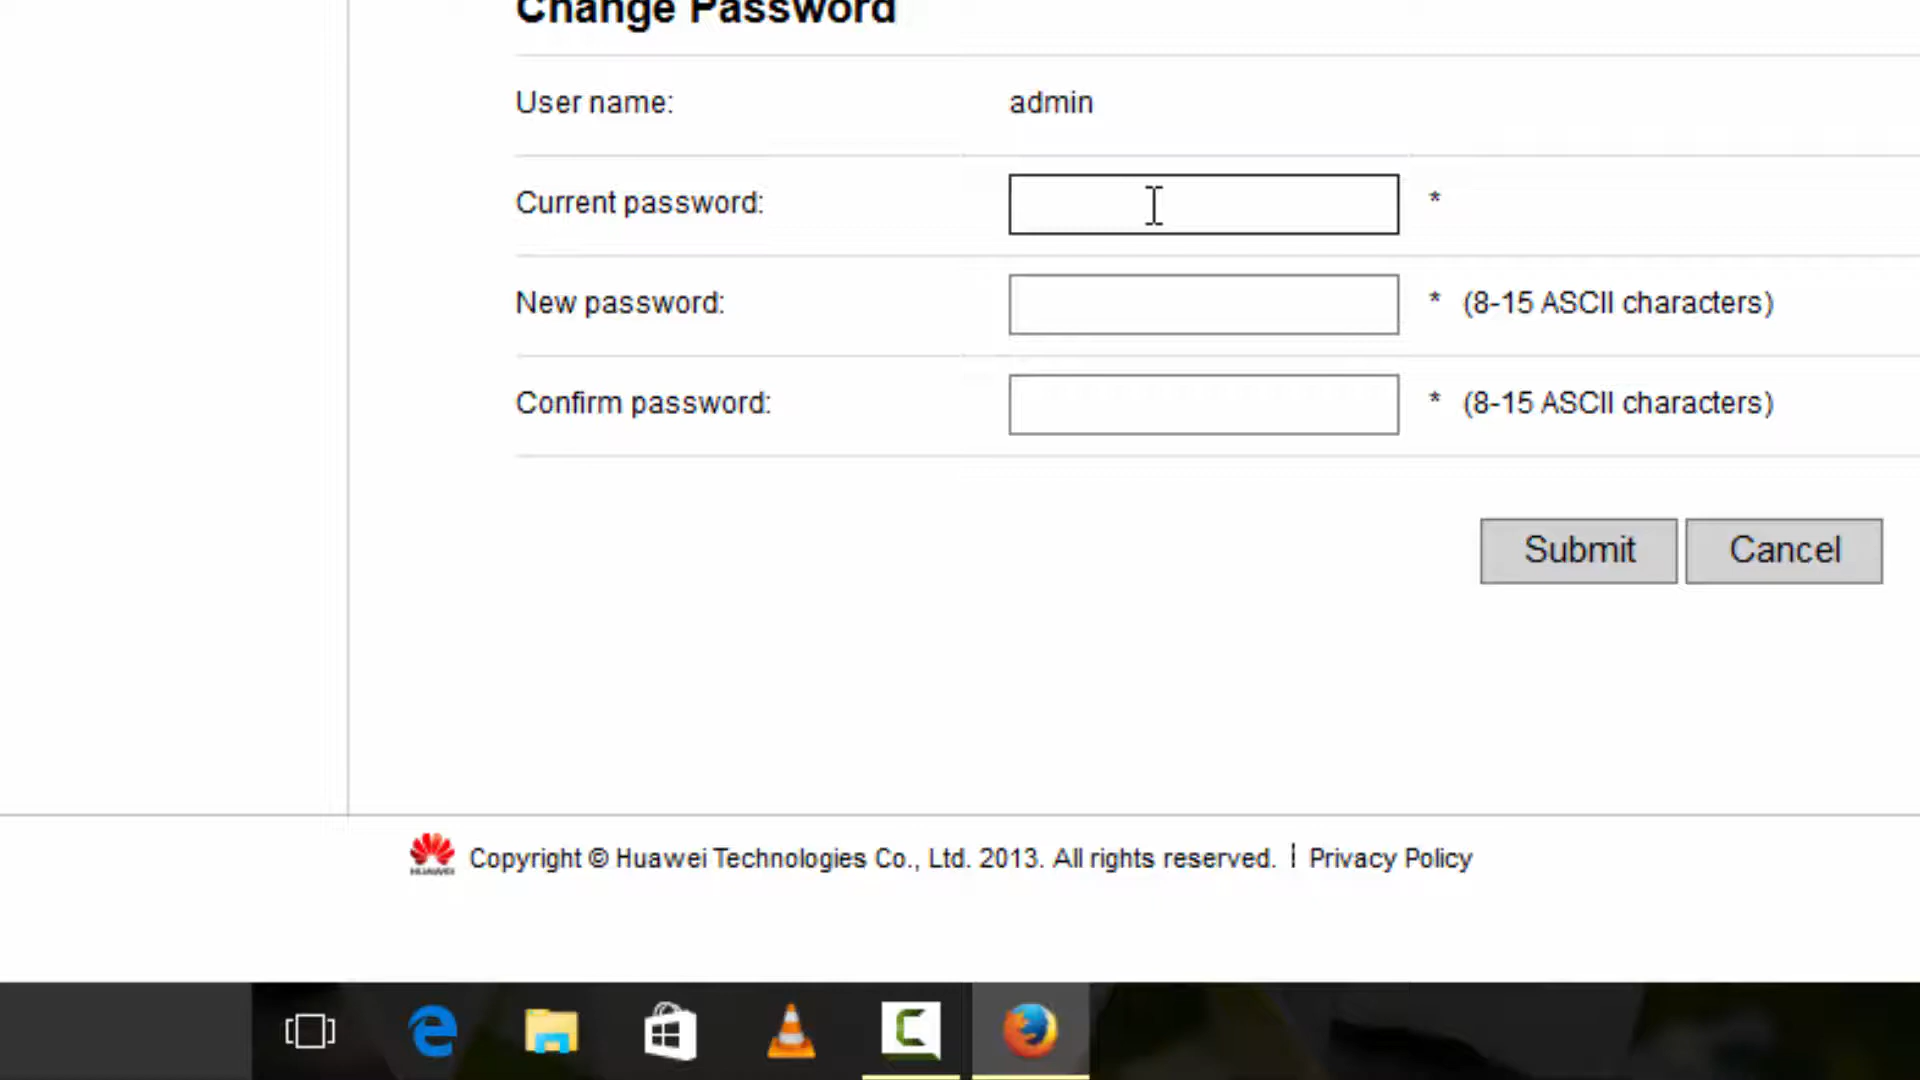 Change Password
User name: admin
Current password: *
New password: * (8-15 ASCII characters)
Confirm password: * (8-15 ASCII characters)
Submit Cancel
HUAWEI Copyright © Huawei Technologies Co., Ltd. 2013. All rights reserved. | Privacy Policy